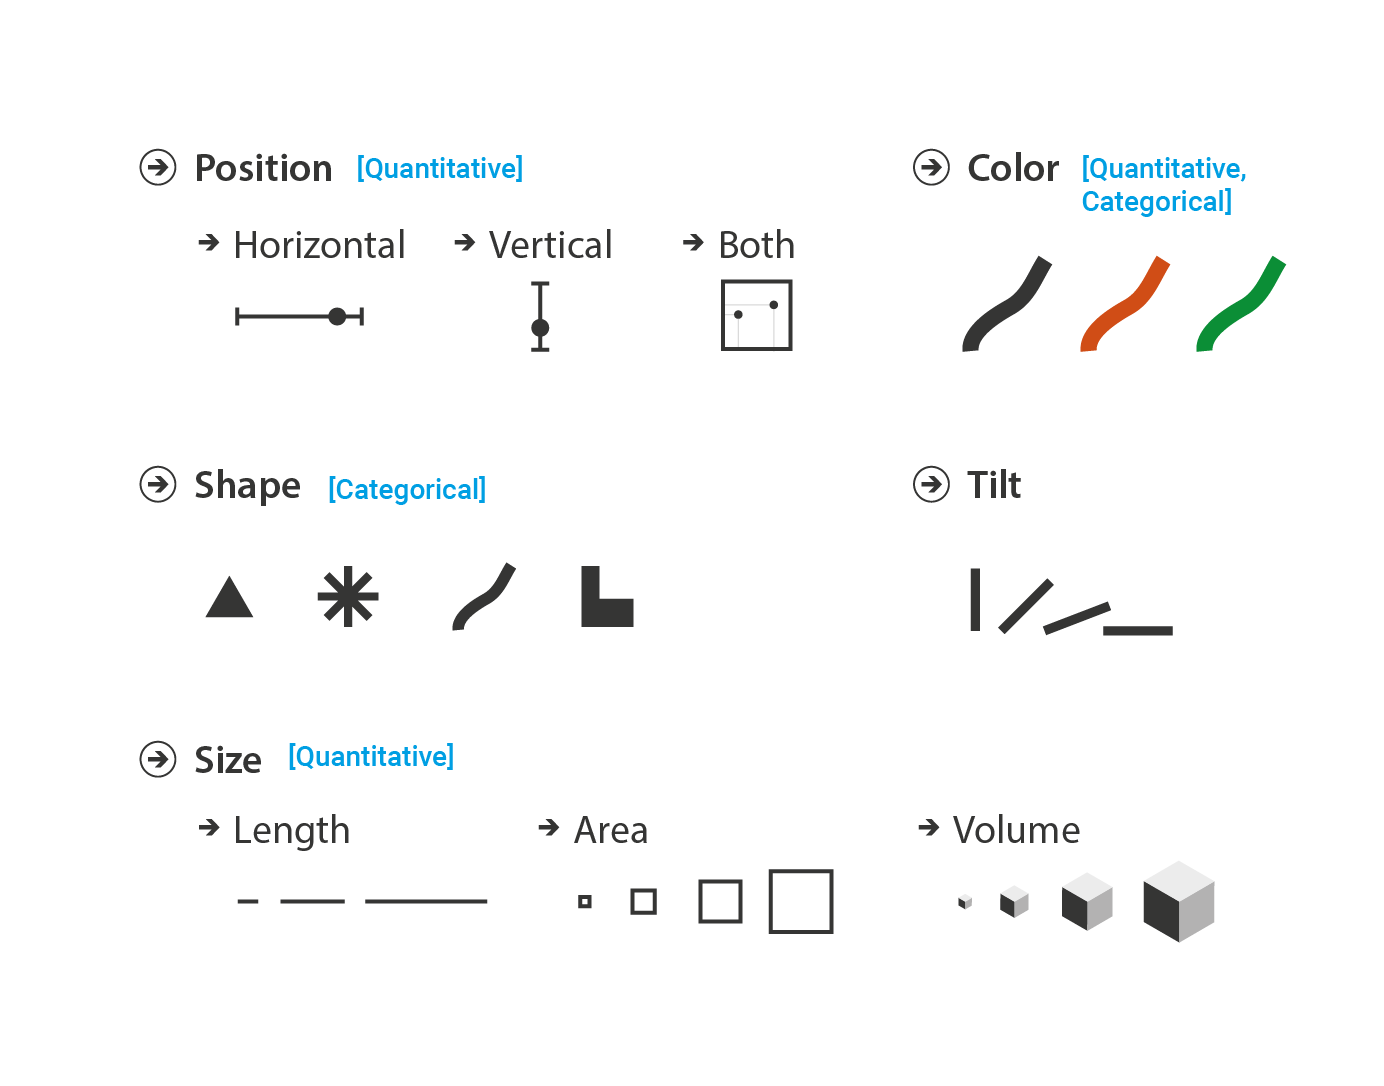 Position [Quantitative]
Horizontal
Vertical
Both
Color [Quantitative,
Categorical]
Shape [Categorical]
Tilt
Size [Quantitative]
Length
Area
Volume